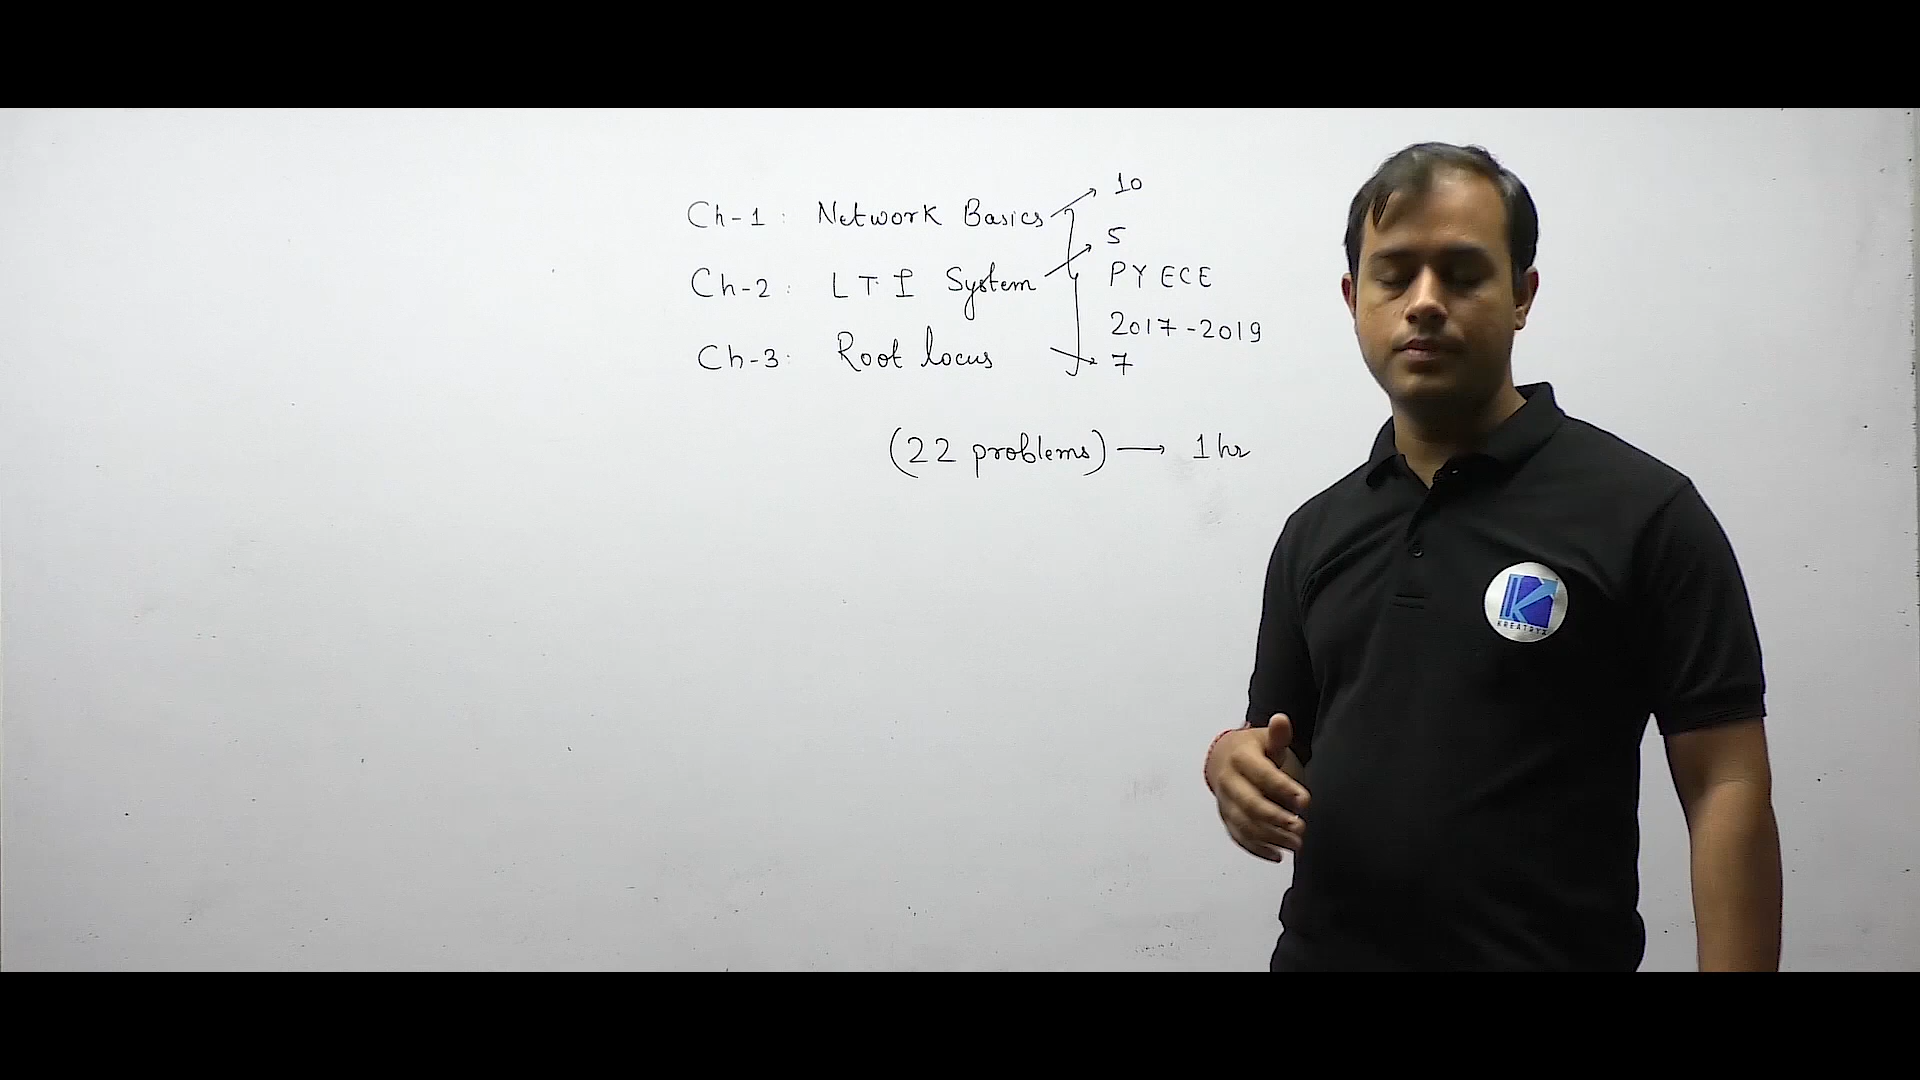 Ch-1 : Network Basics → 10
Ch-2 : LTI System → 5
PY ECE
2017-2019
Ch-3: Root locus → 7
(22 problems) → 1 hr
KREATRYX